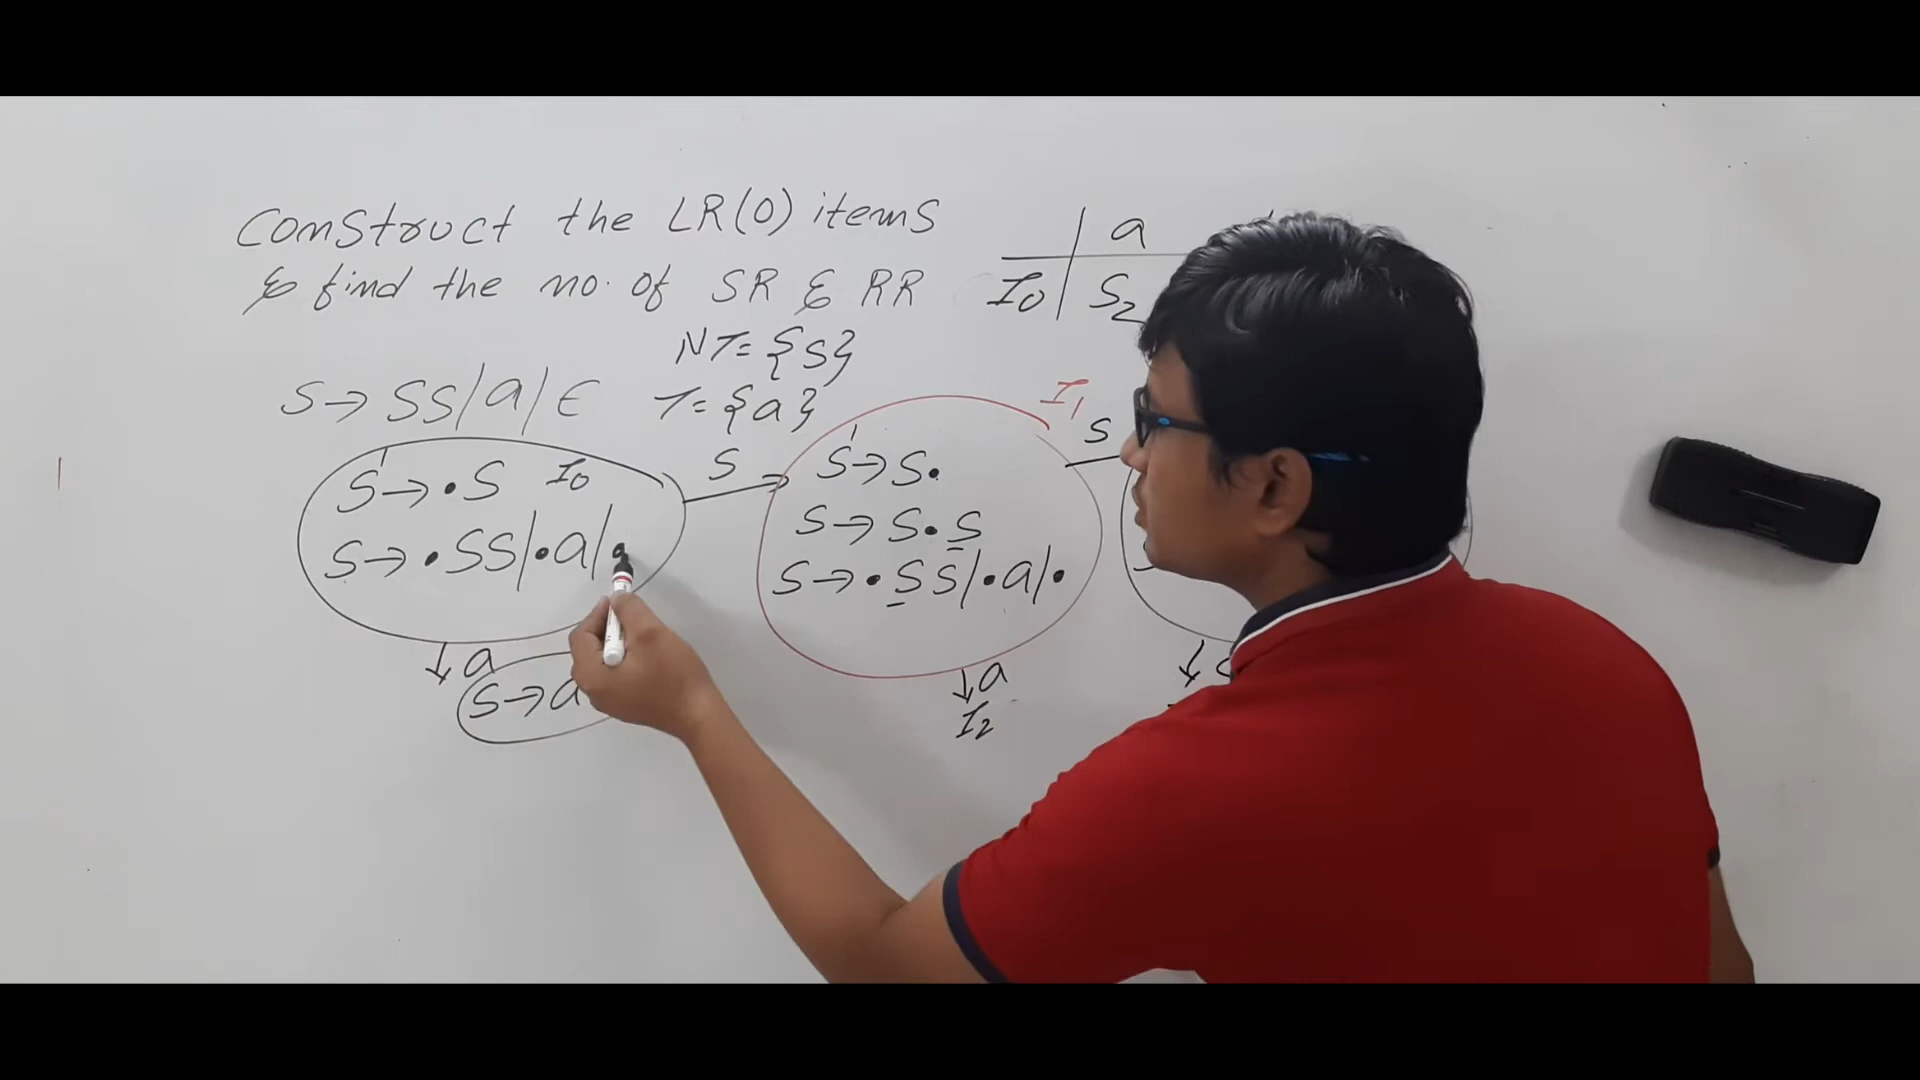 Construct the LR(0) items
& find the no. of SR & RR
NT = {S}
S → SS | a | ϵ T = {a}
a
I0 S2
S' → •S I0
S → •SS | •a | •
S
a
S → a
I1
S' → S•
S → S•S
S → •SS | •a | •
S
a
I2